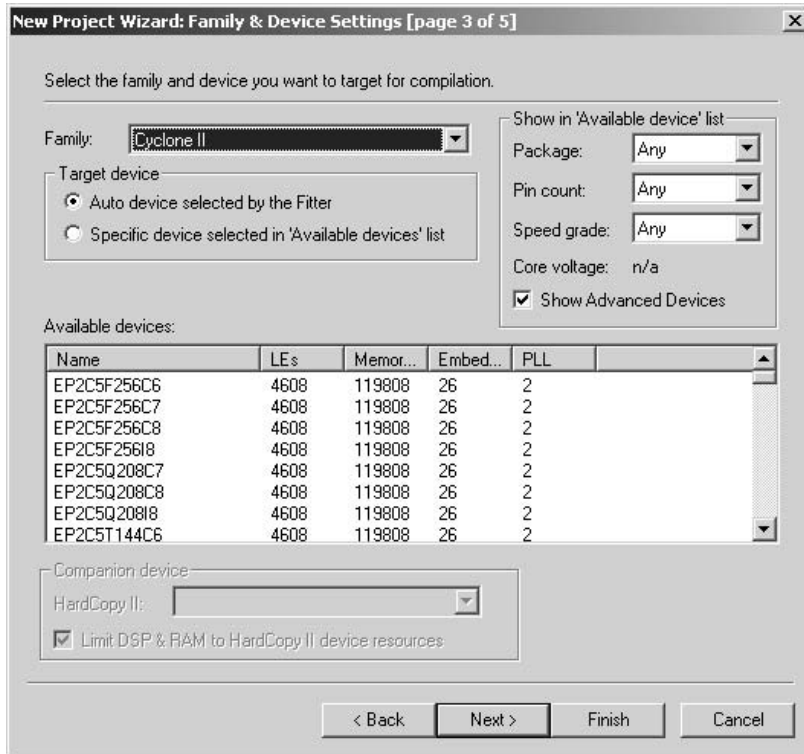 New Project Wizard: Family & Device Settings [page 3 of 5]
Select the family and device you want to target for compilation.
Family: Cyclone II
Target device
Auto device selected by the Fitter
Specific device selected in 'Available devices' list
Show in 'Available device' list
Package: Any
Pin count: Any
Speed grade: Any
Core voltage: n/a
Show Advanced Devices
Available devices:
Name LEs Memor... Embed... PLL
EP2C5F256C6 4608 119808 26 2
EP2C5F256C7 4608 119808 26 2
EP2C5F256C8 4608 119808 26 2
EP2C5F256I8 4608 119808 26 2
EP2C5Q208C7 4608 119808 26 2
EP2C5Q208C8 4608 119808 26 2
EP2C5Q208I8 4608 119808 26 2
EP2C5T144C6 4608 119808 26 2
Companion device
HardCopy II:
Limit DSP & RAM to HardCopy II device resources
< Back Next > Finish Cancel